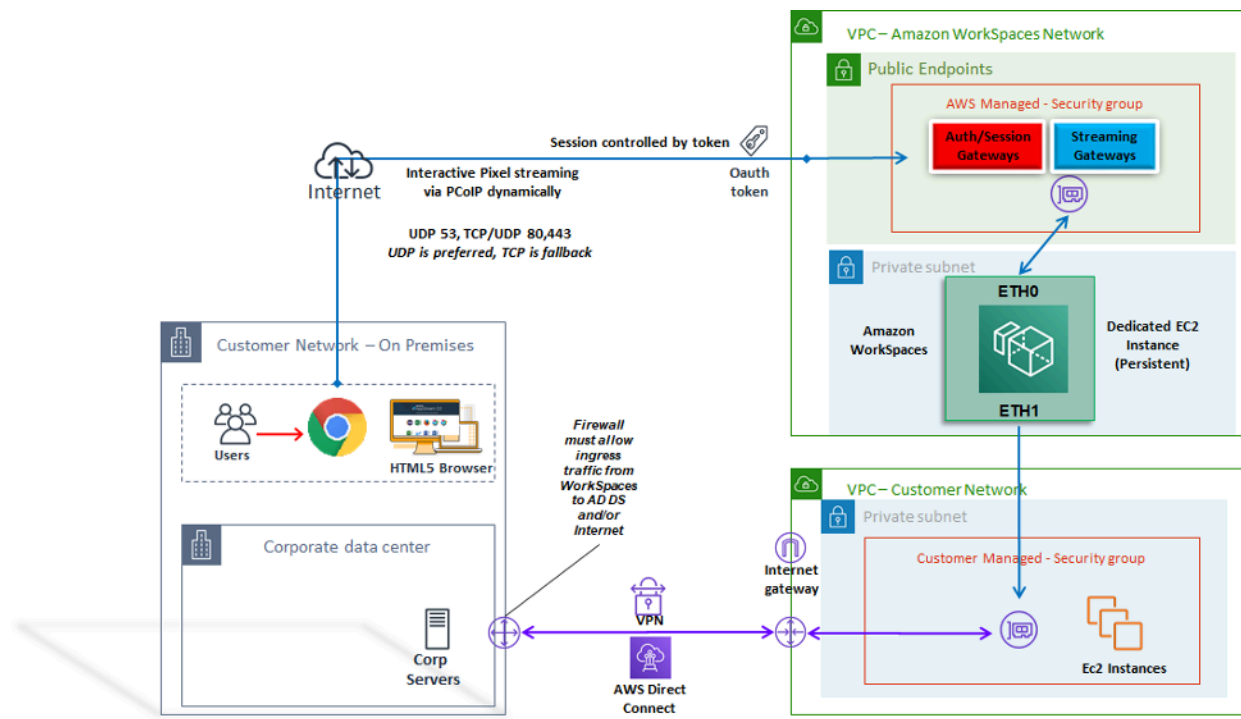 VPC – Amazon WorkSpaces Network
Public Endpoints
AWS Managed - Security group
Auth/Session
Gateways
Streaming
Gateways
Session controlled by token
Oauth
token
Internet
Interactive Pixel streaming
via PCoIP dynamically
UDP 53, TCP/UDP 80,443
UDP is preferred, TCP is fallback
Private subnet
ETH0
Amazon
WorkSpaces
Dedicated EC2
Instance
(Persistent)
ETH1
Customer Network – On Premises
Users
HTML5 Browser
Firewall
must allow
ingress
traffic from
WorkSpaces
to AD DS
and/or
Internet
Corporate data center
Corp
Servers
VPN
AWS Direct
Connect
Internet
gateway
VPC – Customer Network
Private subnet
Customer Managed - Security group
Ec2 Instances